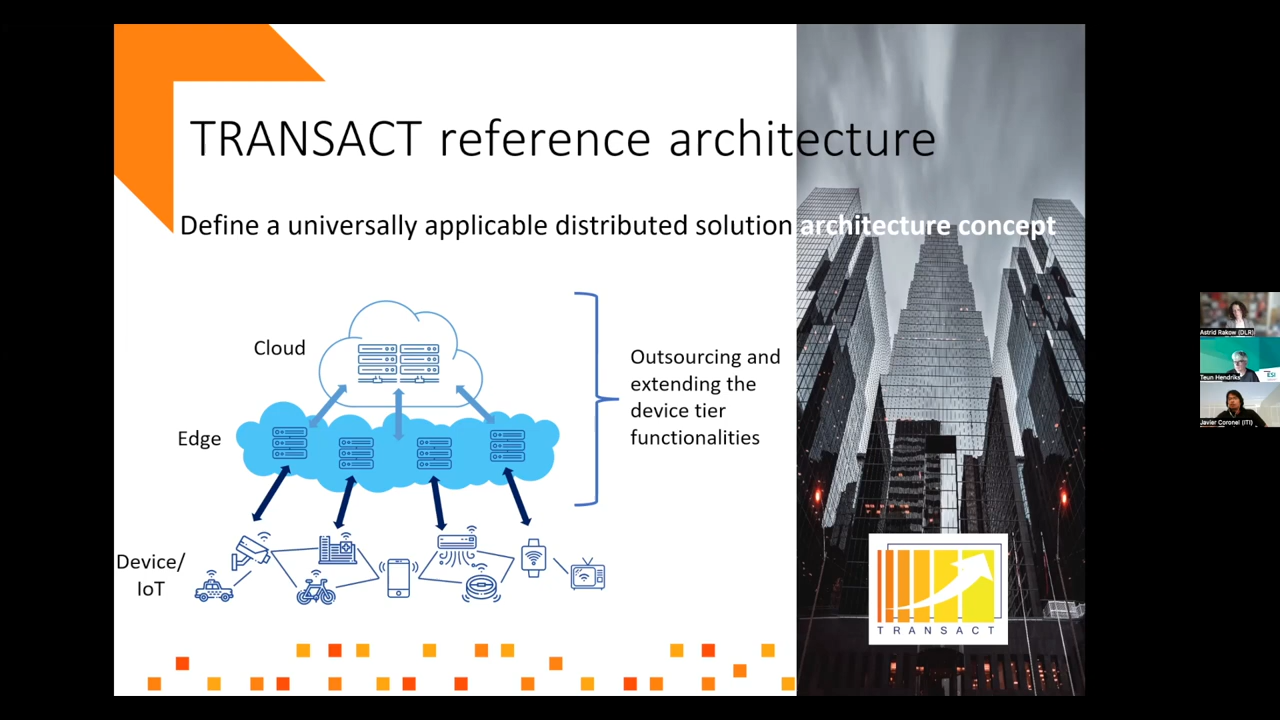 TRANSACT reference architecture
Define a universally applicable distributed solution architecture concept
Cloud
Edge
Device/
IoT
Outsourcing and
extending the
device tier
functionalities
TRANSACT
Astrid Rakow (DLR)
Teun Hendriks
ESI
Javier Coronel (ITI)